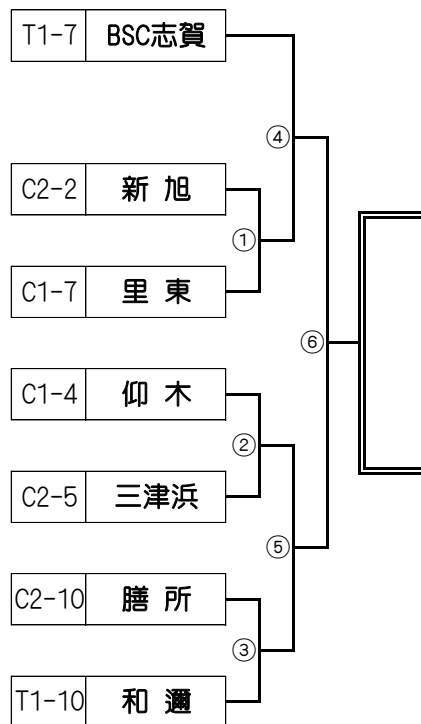 T1-7 BSC志賀
④
C2-2 新 旭
①
C1-7 里 東
⑥
C1-4 仰 木
②
C2-5 三津浜
⑤
C2-10 膳 所
③
T1-10 和 邇